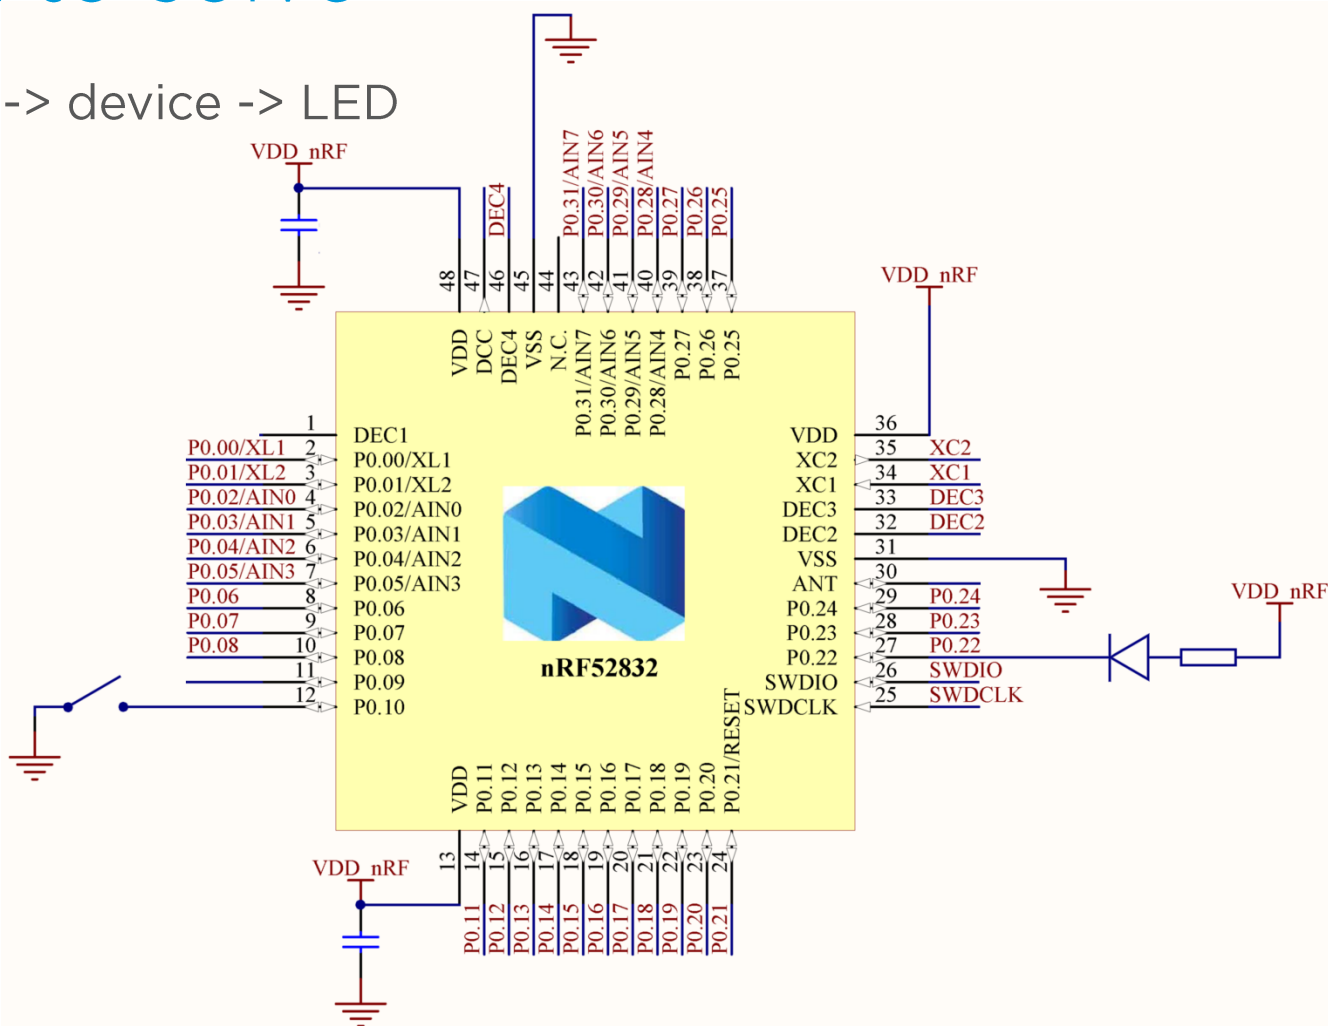 -> device -> LED
VDD_nRF
DEC4
P0.31/AIN7
P0.30/AIN6
P0.29/AIN5
P0.28/AIN4
P0.27
P0.26
P0.25
48
47
46
45
44
43
42
41
40
39
38
37
VDD
DCC
DEC4
VSS
N.C.
P0.31/AIN7
P0.30/AIN6
P0.29/AIN5
P0.28/AIN4
P0.27
P0.26
P0.25
VDD_nRF
1 DEC1
P0.00/XL1 2 P0.00/XL1
P0.01/XL2 3 P0.01/XL2
P0.02/AIN0 4 P0.02/AIN0
P0.03/AIN1 5 P0.03/AIN1
P0.04/AIN2 6 P0.04/AIN2
P0.05/AIN3 7 P0.05/AIN3
P0.06 8 P0.06
P0.07 9 P0.07
P0.08 10 P0.08
11 P0.09
12 P0.10
nRF52832
VDD 36
XC2 35 XC2
XC1 34 XC1
DEC3 33 DEC3
DEC2 32 DEC2
VSS 31
ANT 30
P0.24 29 P0.24
P0.23 28 P0.23
P0.22 27 P0.22
SWDIO 26 SWDIO
SWDCLK 25 SWDCLK
VDD_nRF
VDD
P0.11
P0.12
P0.13
P0.14
P0.15
P0.16
P0.17
P0.18
P0.19
P0.20
P0.21/RESET
VDD_nRF
13
14
15
16
17
18
19
20
21
22
23
24
P0.11
P0.12
P0.13
P0.14
P0.15
P0.16
P0.17
P0.18
P0.19
P0.20
P0.21